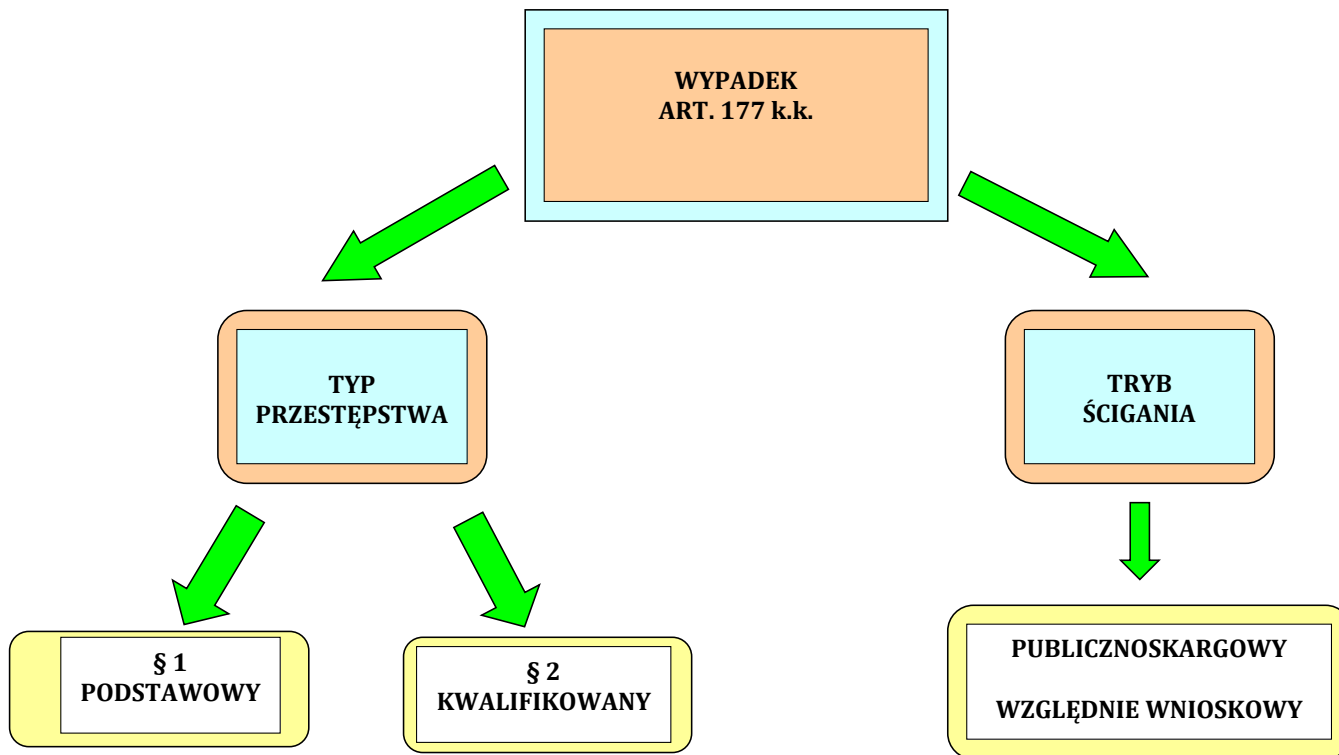 WYPADEK
ART. 177 k.k.
TYP
PRZESTĘPSTWA
TRYB
ŚCIGANIA
§ 1
PODSTAWOWY
§ 2
KWALIFIKOWANY
PUBLICZNOSKARGOWY
WZGLĘDNIE WNIOSKOWY